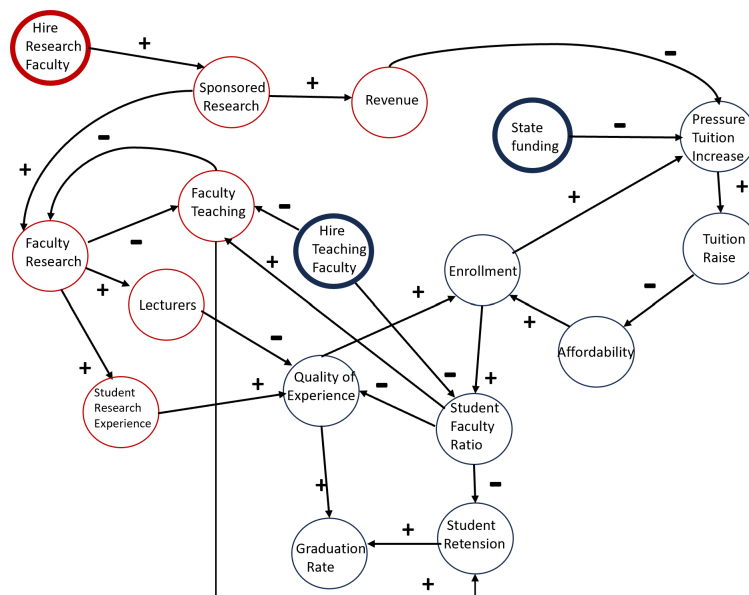 Hire
Research
Faculty
+
Sponsored
Research
+
Revenue
-
State
funding
-
Pressure
Tuition
Increase
+
-
+
Faculty
Teaching
-
Hire
Teaching
Faculty
+
Faculty
Research
-
+
Lecturers
+
Enrollment
Tuition
Raise
-
+
+
Affordability
-
+
Student
Research
Experience
+
Quality of
Experience
-
-
+
Student
Faculty
Ratio
-
+
Graduation
Rate
+
Student
Retension
+